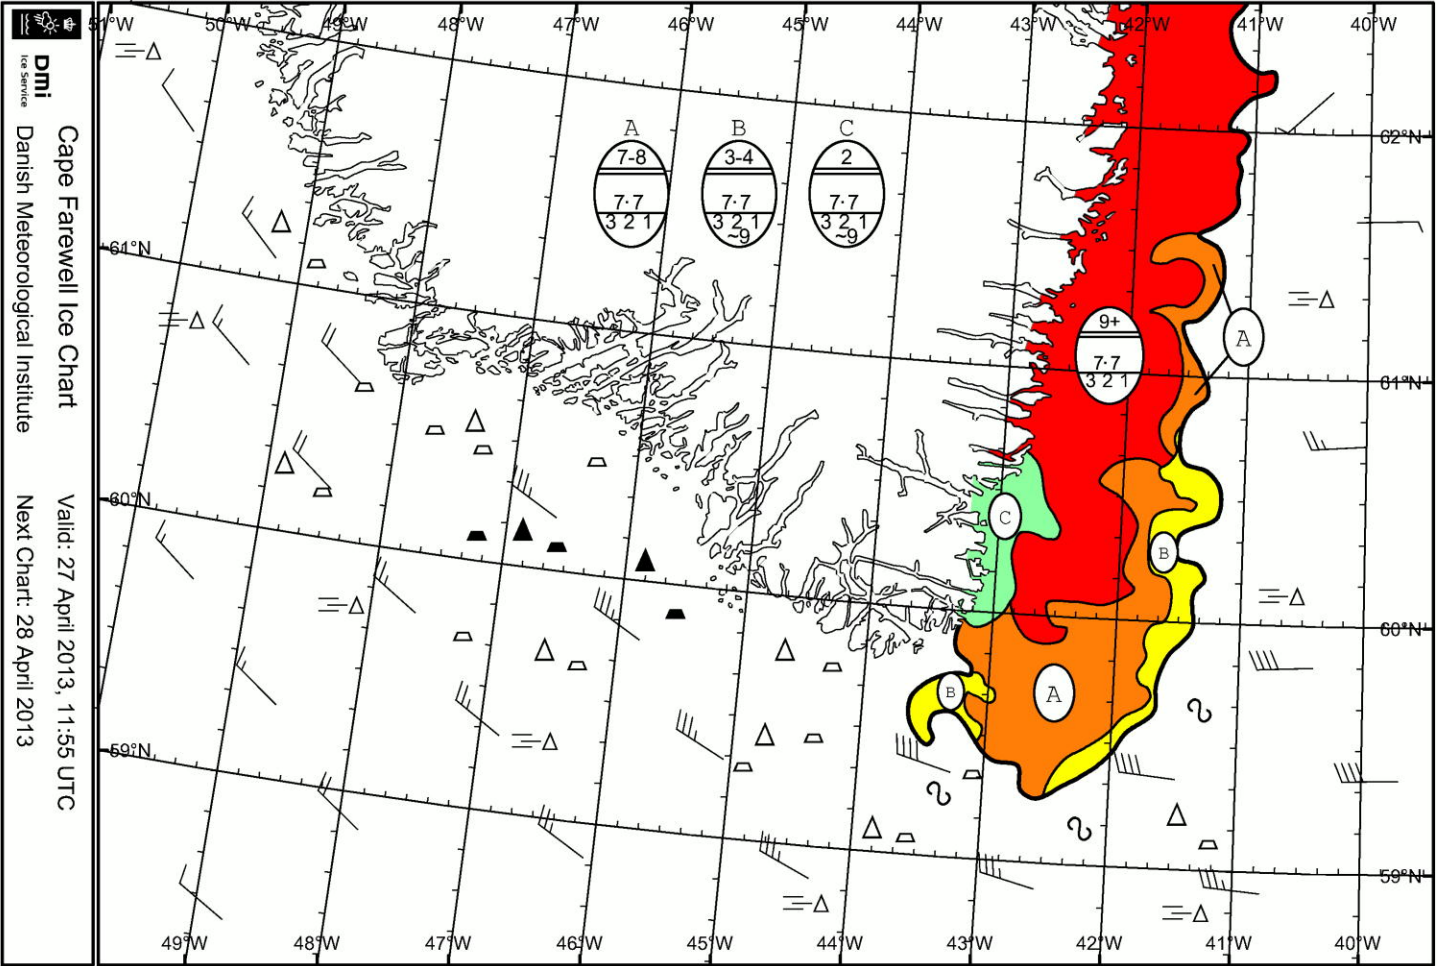 Dmi
Ice Service
Cape Farewell Ice Chart
Danish Meteorological Institute
Valid: 27 April 2013, 11:55 UTC
Next Chart: 28 April 2013
51°W 50°W 49°W 48°W 47°W 46°W 45°W 44°W 43°W 42°W 41°W 40°W
62°N
A B C
7-8 3-4 2
7·7 7·7 7·7
3 2 1 3 2 1 3 2 1
~9 ~9
61°N
9+
7·7
3 2 1
A
61°N
60°N
C
B
60°N
B
A
59°N
59°N
49°W 48°W 47°W 46°W 45°W 44°W 43°W 42°W 41°W 40°W